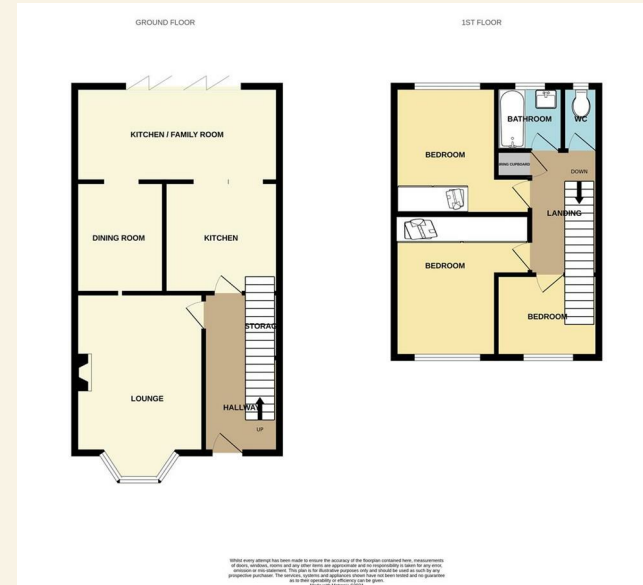 GROUND FLOOR
1ST FLOOR
KITCHEN / FAMILY ROOM
DINING ROOM
KITCHEN
STORAG
LOUNGE
HALLWAY
UP
BATHROOM
WC
BEDROOM
CUPBOARD
DOWN
LANDING
BEDROOM
BEDROOM
Whilst every attempt has been made to ensure the accuracy of the floorplan contained here, measurements
of doors, windows, rooms and any other items are approximate and no responsibility is taken for any error,
omission or mis-statement. This plan is for illustrative purposes only and should be used as such by any
prospective purchaser. The services, systems and appliances shown have not been tested and no guarantee
as to their operability or efficiency can be given.